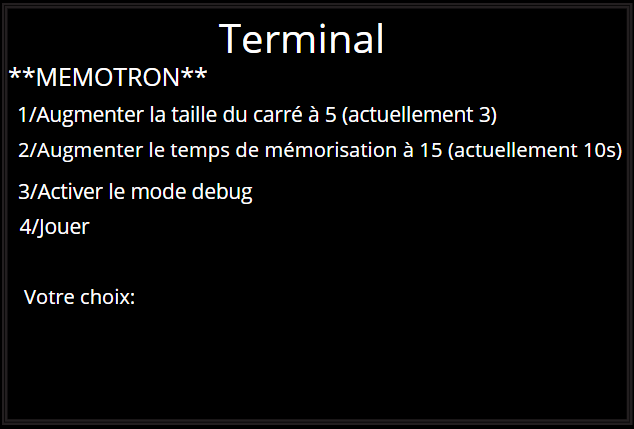 Terminal
**MEMOTRON**
1/Augmenter la taille du carré à 5 (actuellement 3)
2/Augmenter le temps de mémorisation à 15 (actuellement 10s)
3/Activer le mode debug
4/Jouer
Votre choix: